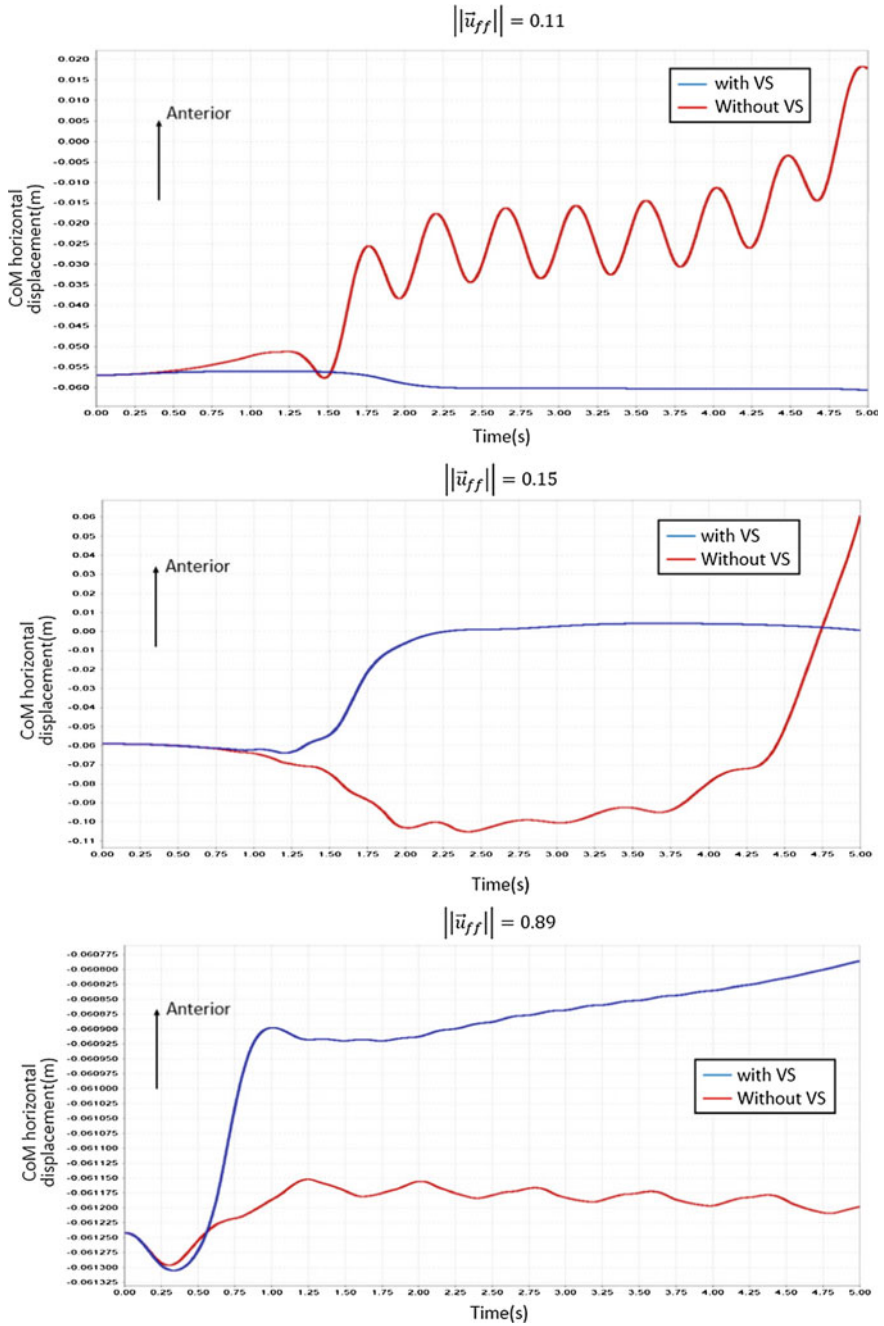 ||u⃗ff|| = 0.11
0.020
0.015
0.010
0.005
0.000
-0.005
-0.010
-0.015
-0.020
-0.025
-0.030
-0.035
-0.040
-0.045
-0.050
-0.055
-0.060
Anterior
with VS
Without VS
CoM horizontal
displacement(m)
0.00 0.25 0.50 0.75 1.00 1.25 1.50 1.75 2.00 2.25 2.50 2.75 3.00 3.25 3.50 3.75 4.00 4.25 4.50 4.75 5.00
Time(s)
||u⃗ff|| = 0.15
0.06
0.05
0.04
0.03
0.02
0.01
0.00
-0.01
-0.02
-0.03
-0.04
-0.05
-0.06
-0.07
-0.08
-0.09
-0.10
-0.11
Anterior
with VS
Without VS
CoM horizontal
displacement(m)
0.00 0.25 0.50 0.75 1.00 1.25 1.50 1.75 2.00 2.25 2.50 2.75 3.00 3.25 3.50 3.75 4.00 4.25 4.50 4.75 5.00
Time(s)
||u⃗ff|| = 0.89
-0.060775
-0.060800
-0.060825
-0.060850
-0.060875
-0.060900
-0.060925
-0.060950
-0.060975
-0.061000
-0.061025
-0.061050
-0.061075
-0.061100
-0.061125
-0.061150
-0.061175
-0.061200
-0.061225
-0.061250
-0.061275
-0.061300
-0.061325
Anterior
with VS
Without VS
CoM horizontal
displacement(m)
0.00 0.25 0.50 0.75 1.00 1.25 1.50 1.75 2.00 2.25 2.50 2.75 3.00 3.25 3.50 3.75 4.00 4.25 4.50 4.75 5.00
Time(s)